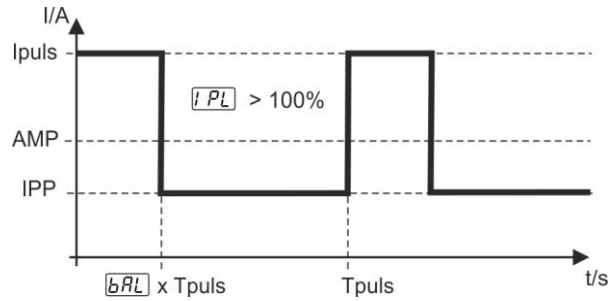 I/A
Ipuls
IPL > 100%
AMP
IPP
t/s
bAL x Tpuls
Tpuls